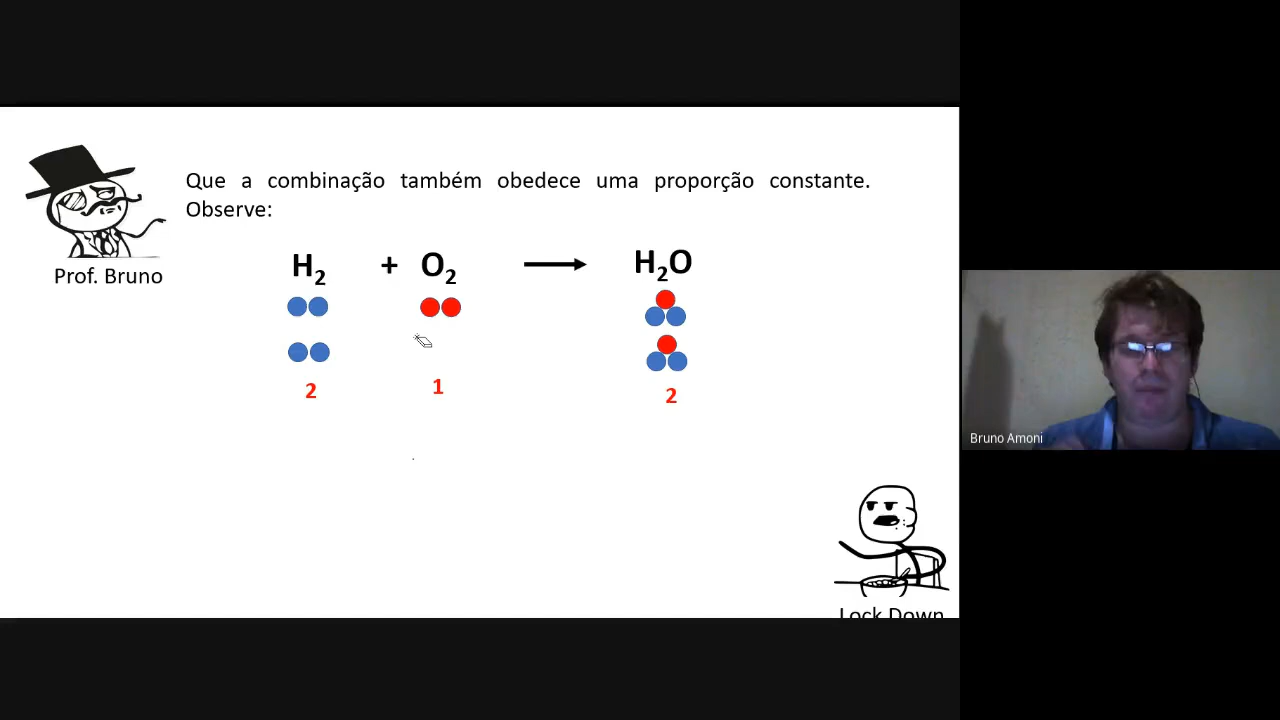 Que a combinação também obedece uma proporção constante.
Observe:
Prof. Bruno
H₂ + O₂ → H₂O
2 1 2
Bruno Amoni
Lock Down